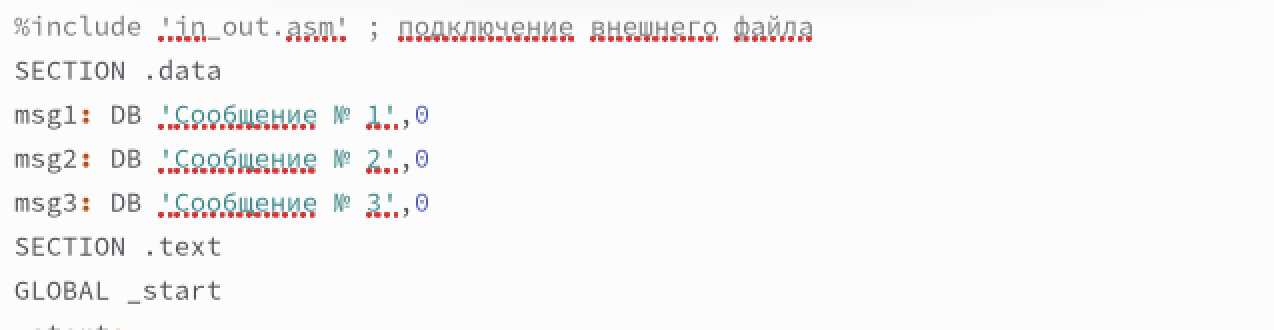 %include 'in_out.asm' ; подключение внешнего файла
SECTION .data
msg1: DB 'Сообщение № 1',0
msg2: DB 'Сообщение № 2',0
msg3: DB 'Сообщение № 3',0
SECTION .text
GLOBAL _start